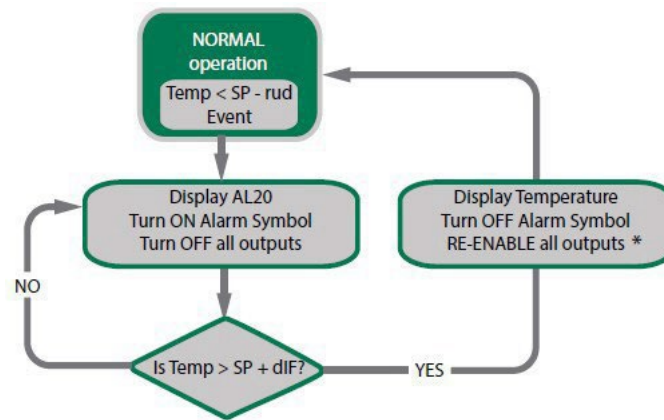 NORMAL
operation
Temp < SP - rud
Event
Display AL20
Turn ON Alarm Symbol
Turn OFF all outputs
Display Temperature
Turn OFF Alarm Symbol
RE-ENABLE all outputs *
NO
Is Temp > SP + dIF?
YES